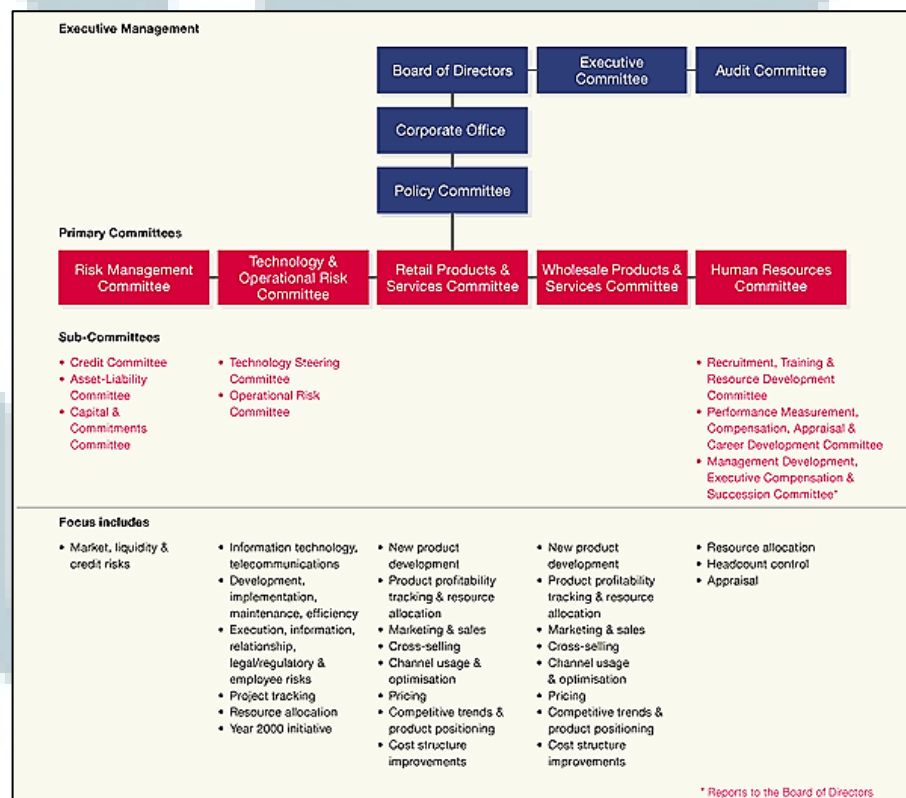 Executive Management
Board of Directors
Executive
Committee
Audit Committee
Corporate Office
Policy Committee
Primary Committees
Risk Management
Committee
Technology &
Operational Risk
Committee
Retail Products &
Services Committee
Wholesale Products &
Services Committee
Human Resources
Committee
Sub-Committees
• Credit Committee
• Asset-Liability
Committee
• Capital &
Commitments
Committee
• Technology Steering
Committee
• Operational Risk
Committee
• Recruitment, Training &
Resource Development
Committee
• Performance Measurement,
Compensation, Appraisal &
Career Development Committee
• Management Development,
Executive Compensation &
Succession Committee*
Focus includes
• Market, liquidity &
credit risks
• Information technology,
telecommunications
• Development,
implementation,
maintenance, efficiency
• Execution, information,
relationship,
legal/regulatory &
employee risks
• Project tracking
• Resource allocation
• Year 2000 initiative
• New product
development
• Product profitability
tracking & resource
allocation
• Marketing & sales
• Cross-selling
• Channel usage &
optimisation
• Pricing
• Competitive trends &
product positioning
• Cost structure
improvements
• New product
development
• Product profitability
tracking & resource
allocation
• Marketing & sales
• Cross-selling
• Channel usage
& optimisation
• Pricing
• Competitive trends &
product positioning
• Cost structure
improvements
• Resource allocation
• Headcount control
• Appraisal
* Reports to the Board of Directors